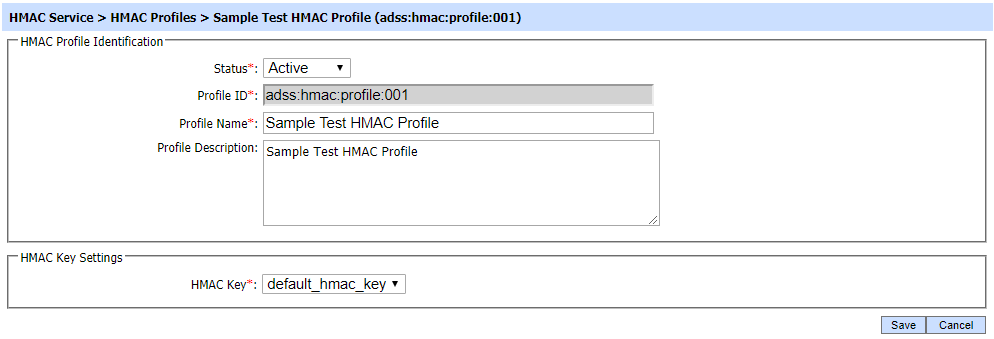 HMAC Service > HMAC Profiles > Sample Test HMAC Profile (adss:hmac:profile:001)
HMAC Profile Identification
Status*: Active
Profile ID*: adss:hmac:profile:001
Profile Name*: Sample Test HMAC Profile
Profile Description: Sample Test HMAC Profile
HMAC Key Settings
HMAC Key*: default_hmac_key
Save Cancel